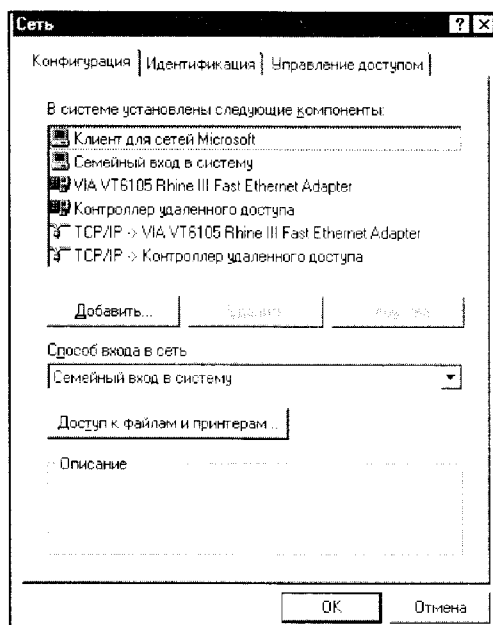 Сеть
Конфигурация Идентификация Управление доступом
В системе установлены следующие компоненты:
Клиент для сетей Microsoft
Семейный вход в систему
VIA VT6105 Rhine III Fast Ethernet Adapter
Контроллер удаленного доступа
TCP/IP -> VIA VT6105 Rhine III Fast Ethernet Adapter
TCP/IP -> Контроллер удаленного доступа
Добавить...
Способ входа в сеть
Семейный вход в систему
Доступ к файлам и принтерам...
Описание
OK Отмена